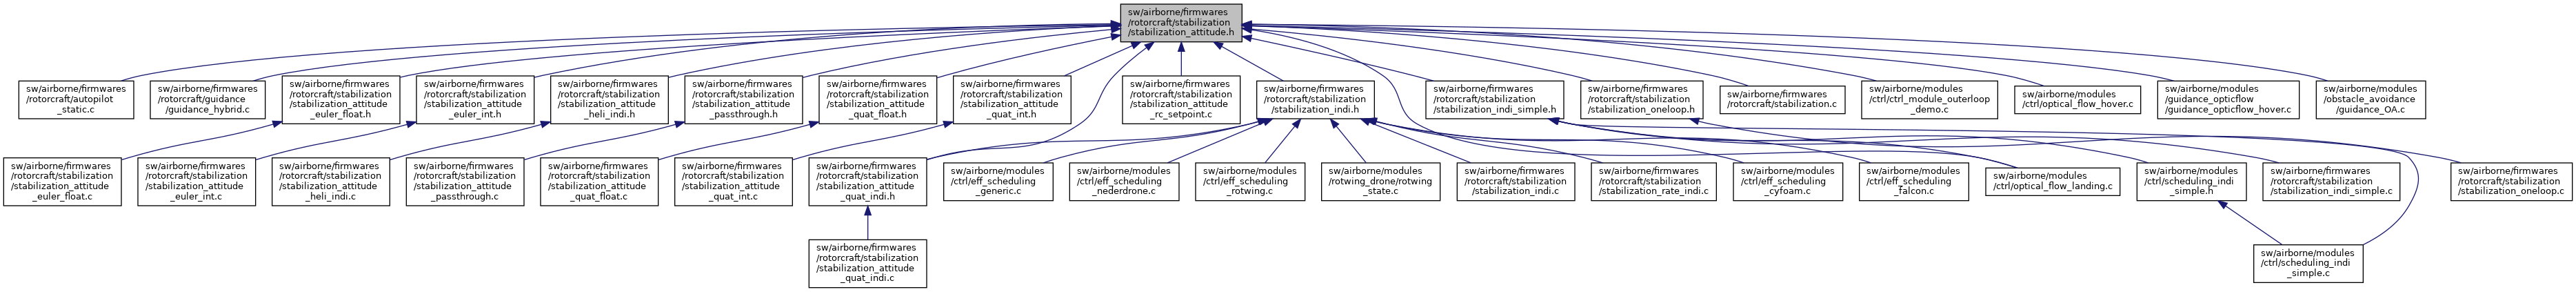 sw/airborne/firmwares
/rotorcraft/stabilization
/stabilization_attitude.h
sw/airborne/firmwares
/rotorcraft/autopilot
_static.c
sw/airborne/firmwares
/rotorcraft/guidance
/guidance_hybrid.c
sw/airborne/firmwares
/rotorcraft/stabilization
/stabilization_attitude
_euler_float.h
sw/airborne/firmwares
/rotorcraft/stabilization
/stabilization_attitude
_euler_int.h
sw/airborne/firmwares
/rotorcraft/stabilization
/stabilization_attitude
_heli_indi.h
sw/airborne/firmwares
/rotorcraft/stabilization
/stabilization_attitude
_passthrough.h
sw/airborne/firmwares
/rotorcraft/stabilization
/stabilization_attitude
_quat_float.h
sw/airborne/firmwares
/rotorcraft/stabilization
/stabilization_attitude
_quat_int.h
sw/airborne/firmwares
/rotorcraft/stabilization
/stabilization_attitude
_rc_setpoint.c
sw/airborne/firmwares
/rotorcraft/stabilization
/stabilization_indi.h
sw/airborne/firmwares
/rotorcraft/stabilization
/stabilization_indi_simple.h
sw/airborne/firmwares
/rotorcraft/stabilization
/stabilization_oneloop.h
sw/airborne/firmwares
/rotorcraft/stabilization.c
sw/airborne/modules
/ctrl/ctrl_module_outerloop
_demo.c
sw/airborne/modules
/ctrl/optical_flow_hover.c
sw/airborne/modules
/guidance_opticflow
/guidance_opticflow_hover.c
sw/airborne/modules
/obstacle_avoidance
/guidance_OA.c
sw/airborne/firmwares
/rotorcraft/stabilization
/stabilization_attitude
_euler_float.c
sw/airborne/firmwares
/rotorcraft/stabilization
/stabilization_attitude
_euler_int.c
sw/airborne/firmwares
/rotorcraft/stabilization
/stabilization_attitude
_heli_indi.c
sw/airborne/firmwares
/rotorcraft/stabilization
/stabilization_attitude
_passthrough.c
sw/airborne/firmwares
/rotorcraft/stabilization
/stabilization_attitude
_quat_float.c
sw/airborne/firmwares
/rotorcraft/stabilization
/stabilization_attitude
_quat_int.c
sw/airborne/firmwares
/rotorcraft/stabilization
/stabilization_attitude
_quat_indi.h
sw/airborne/modules
/ctrl/eff_scheduling
_generic.c
sw/airborne/modules
/ctrl/eff_scheduling
_nederdrone.c
sw/airborne/modules
/ctrl/eff_scheduling
_rotwing.c
sw/airborne/modules
/rotwing_drone/rotwing
_state.c
sw/airborne/firmwares
/rotorcraft/stabilization
/stabilization_indi.c
sw/airborne/firmwares
/rotorcraft/stabilization
/stabilization_rate_indi.c
sw/airborne/modules
/ctrl/eff_scheduling
_cyfoam.c
sw/airborne/modules
/ctrl/eff_scheduling
_falcon.c
sw/airborne/modules
/ctrl/optical_flow_landing.c
sw/airborne/modules
/ctrl/scheduling_indi
_simple.h
sw/airborne/firmwares
/rotorcraft/stabilization
/stabilization_indi_simple.c
sw/airborne/firmwares
/rotorcraft/stabilization
/stabilization_oneloop.c
sw/airborne/firmwares
/rotorcraft/stabilization
/stabilization_attitude
_quat_indi.c
sw/airborne/modules
/ctrl/scheduling_indi
_simple.c